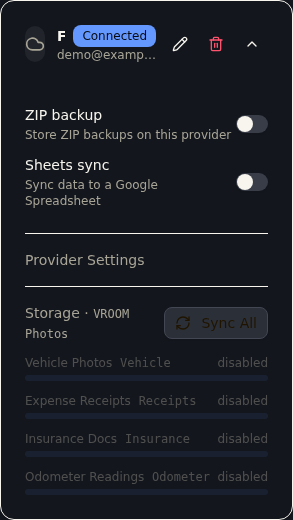 F Connected
demo@examp...
ZIP backup
Store ZIP backups on this provider
Sheets sync
Sync data to a Google
Spreadsheet
Provider Settings
Storage · VROOM
Photos
Sync All
Vehicle Photos Vehicle disabled
Expense Receipts Receipts disabled
Insurance Docs Insurance disabled
Odometer Readings Odometer disabled